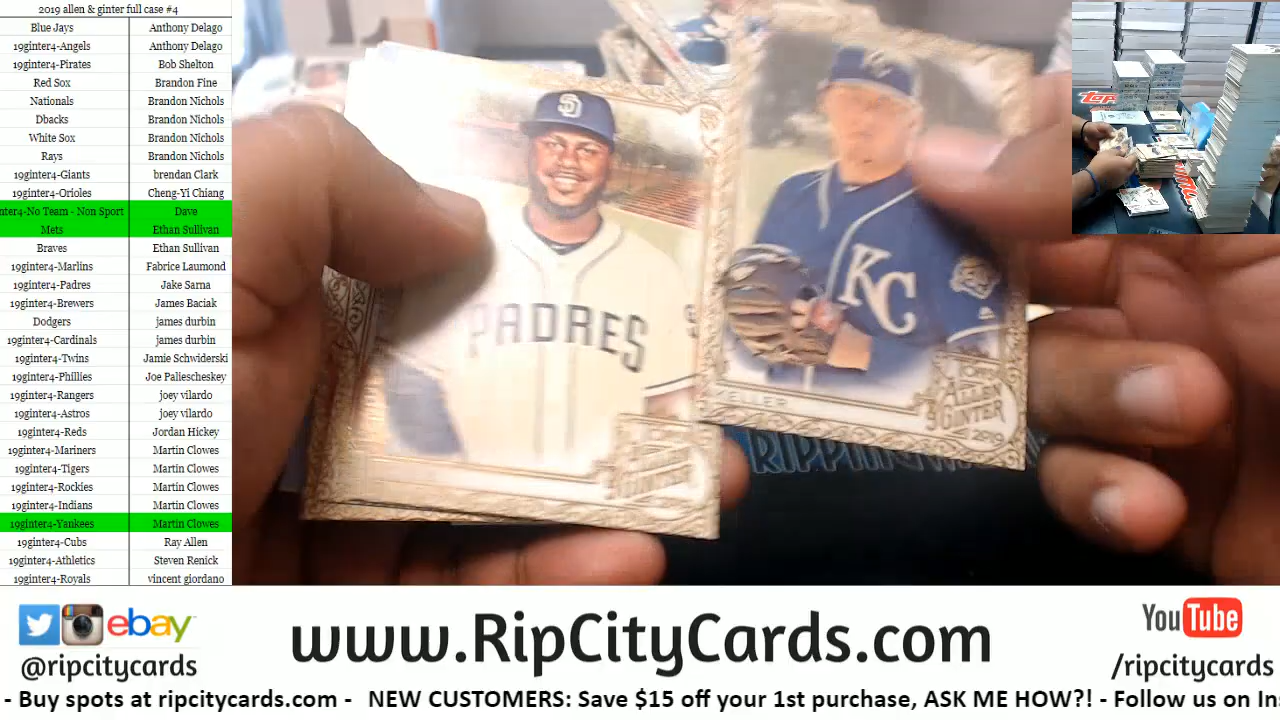 2019 allen & ginter full case #4
Blue Jays Anthony Delago
19ginter4-Angels Anthony Delago
19ginter4-Pirates Bob Shelton
Red Sox Brandon Fine
Nationals Brandon Nichols
Dbacks Brandon Nichols
White Sox Brandon Nichols
Rays Brandon Nichols
19ginter4-Giants brendan Clark
19ginter4-Orioles Cheng-Yi Chiang
nter4-No Team - Non Sport Dave
Mets Ethan Sullivan
Braves Ethan Sullivan
19ginter4-Marlins Fabrice Laumond
19ginter4-Padres Jake Sarna
19ginter4-Brewers James Baciak
Dodgers james durbin
19ginter4-Cardinals james durbin
19ginter4-Twins Jamie Schwiderski
19ginter4-Phillies Joe Paliescheskey
19ginter4-Rangers joey vilardo
19ginter4-Astros joey vilardo
19ginter4-Reds Jordan Hickey
19ginter4-Mariners Martin Clowes
19ginter4-Tigers Martin Clowes
19ginter4-Rockies Martin Clowes
19ginter4-Indians Martin Clowes
19ginter4-Yankees Martin Clowes
19ginter4-Cubs Ray Allen
19ginter4-Athletics Steven Renick
19ginter4-Royals vincent giordano
SD
PADRES
KC
KELLER
ALLEN
GINTER
2019
GINTER
ebay
@ripcitycards
www.RipCityCards.com
YouTube
/ripcitycards
- Buy spots at ripcitycards.com - NEW CUSTOMERS: Save $15 off your 1st purchase, ASK ME HOW?! - Follow us on Ins